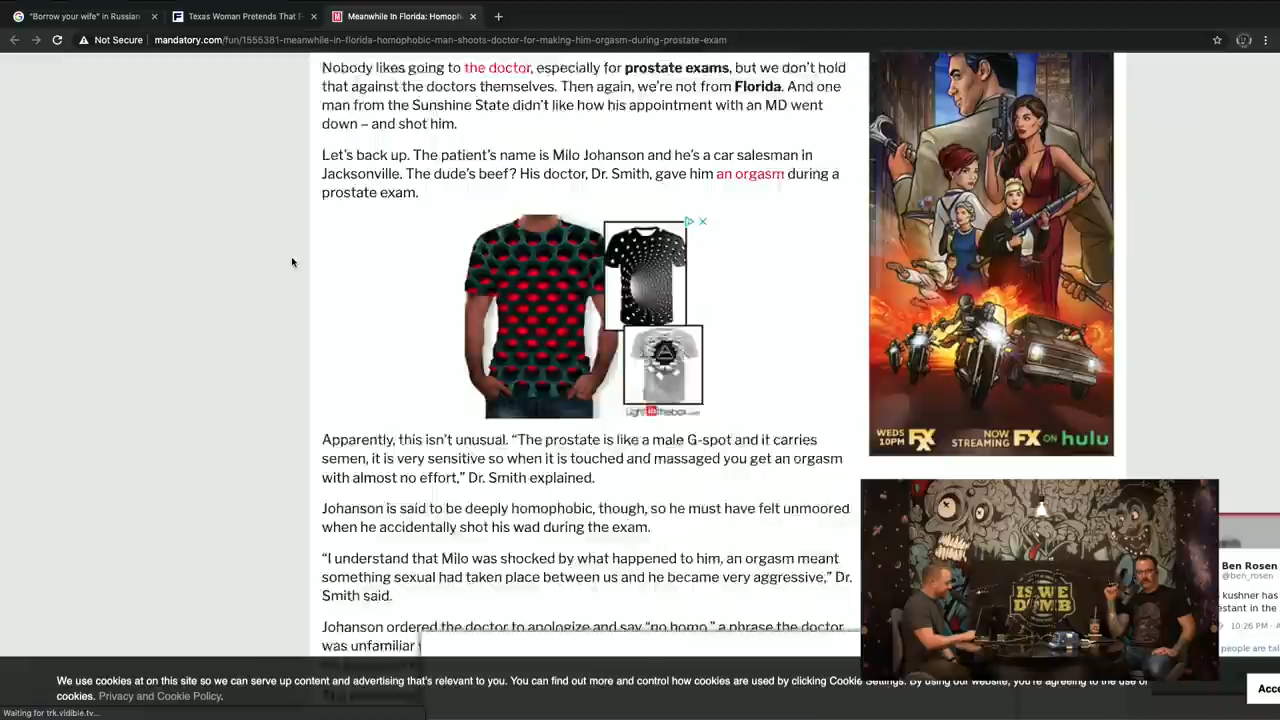 "Borrow your wife" in Russian
Texas Woman Pretends That
Meanwhile In Florida: Homoph
Not Secure
mandatory.com/fun/1555381-meanwhile-in-florida-homophobic-man-shoots-doctor-for-making-him-orgasm-during-prostate-exam
Nobody likes going to the doctor, especially for prostate exams, but we don't hold
that against the doctors themselves. Then again, we're not from Florida. And one
man from the Sunshine State didn't like how his appointment with an MD went
down – and shot him.
Let's back up. The patient's name is Milo Johanson and he's a car salesman in
Jacksonville. The dude's beef? His doctor, Dr. Smith, gave him an orgasm during a
prostate exam.
Lightinthebox.com
WEDS
10PM FXX
NOW
STREAMING FX ON hulu
Apparently, this isn't unusual. “The prostate is like a male G-spot and it carries
semen, it is very sensitive so when it is touched and massaged you get an orgasm
with almost no effort,” Dr. Smith explained.
Johanson is said to be deeply homophobic, though, so he must have felt unmoored
when he accidentally shot his wad during the exam.
“I understand that Milo was shocked by what happened to him, an orgasm meant
something sexual had taken place between us and he became very aggressive,” Dr.
Smith said.
Johanson ordered the doctor to apologize and say “no homo,” a phrase the doctor
was unfamiliar
IS WE
DUMB
Ben Rosen
@ben_rosen
kushner has
10:26 PM
people are tal
We use cookies at on this site so we can serve up content and advertising that's relevant to you. You can find out more and control how cookies are used by clicking Cookie Settings. By using our website, you're agreeing to the use of
cookies. Privacy and Cookie Policy.
Acce
Waiting for trk.vidible.tv...